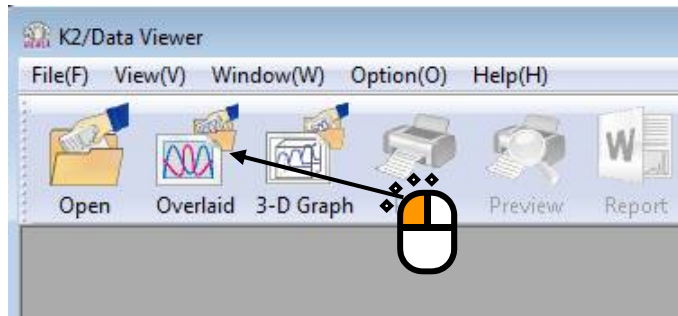 K2/Data Viewer
File(F) View(V) Window(W) Option(O) Help(H)
Open Overlaid 3-D Graph Preview Report
W